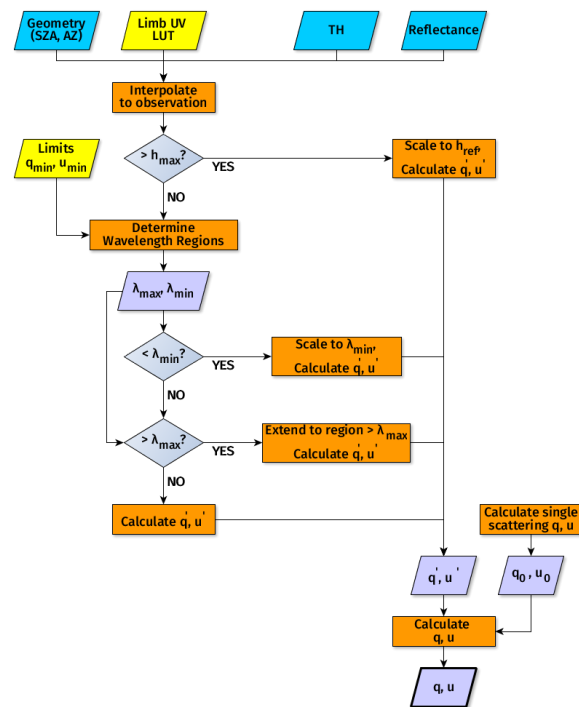 Geometry
(SZA, AZ)
Limb UV
LUT
TH
Reflectance
Interpolate
to observation
Limits
q_min, u_min
> h_max?
YES
Scale to h_ref,
Calculate q', u'
NO
Determine
Wavelength Regions
λ_max, λ_min
< λ_min?
YES
Scale to λ_min,
Calculate q', u'
NO
> λ_max?
YES
Extend to region > λ_max
Calculate q', u'
NO
Calculate q', u'
Calculate single
scattering q, u
q', u'
q_0, u_0
Calculate
q, u
q, u